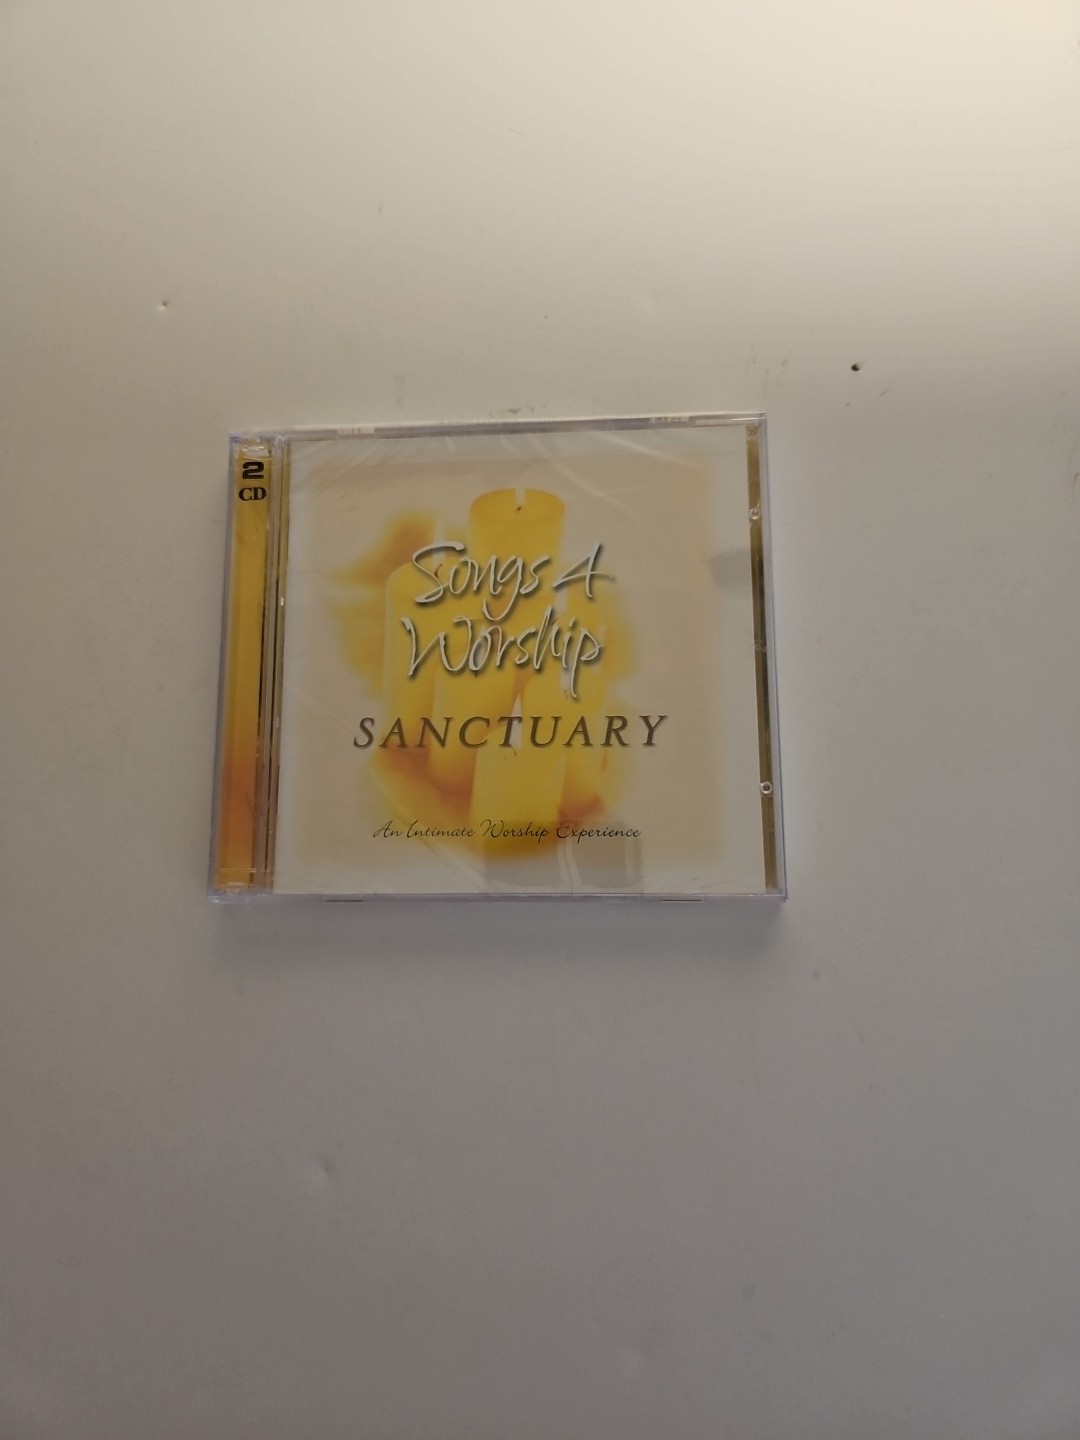 2
CD
Songs 4
Worship
SANCTUARY
An Intimate Worship Experience